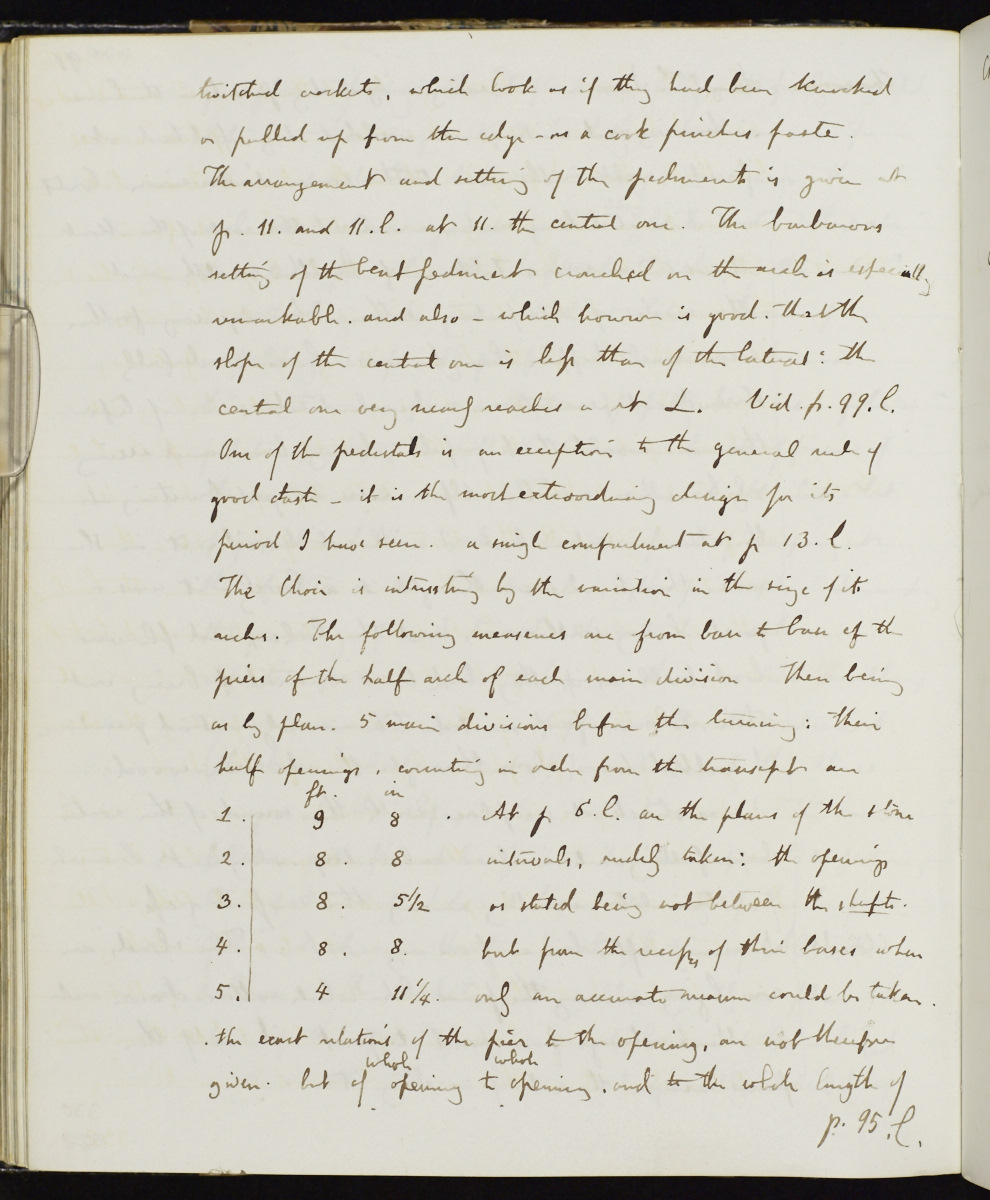 twitched crockets, which look as if they had been knocked
or pulled up from the edge - as a cook pinches paste.
The arrangement and setting of the pediments is given at
p. 11. and 11.l. at 11. the central one. The barbarous
setting of the bent pediment crouched on the arch is especially
remarkable. and also - which however is good. that the
slope of the central one is less than of the lateral: the
central one very nearly reaches a rt L. Vid. p. 99.l.
One of the pedestals is an exception to the general rule of
good taste - it is the most extraordinary design for its
period I have seen. a single compartment at p 13.l.
The Choir is interesting by the variation in the size of its
arches. The following measures are from base to base of the
piers of the half arch of each main division There being
as by plan. 5 main divisions before the turning: their
half openings, counting in order from the transept are
ft. in
1. 9 8 . At p 6.l. are the plans of the stone
2. 8. 8 intervals, rudely taken: the openings
3. 8. 5 1/2 as stated being not between the shafts.
4. 8. 8. but from the recess of their bases where
5. 4 11 1/4. only an accurate measure could be taken.
. the exact relations of the pier to the opening, are not therefore
whole whole
given. but of opening to opening. and to the whole length of
p. 95.l.